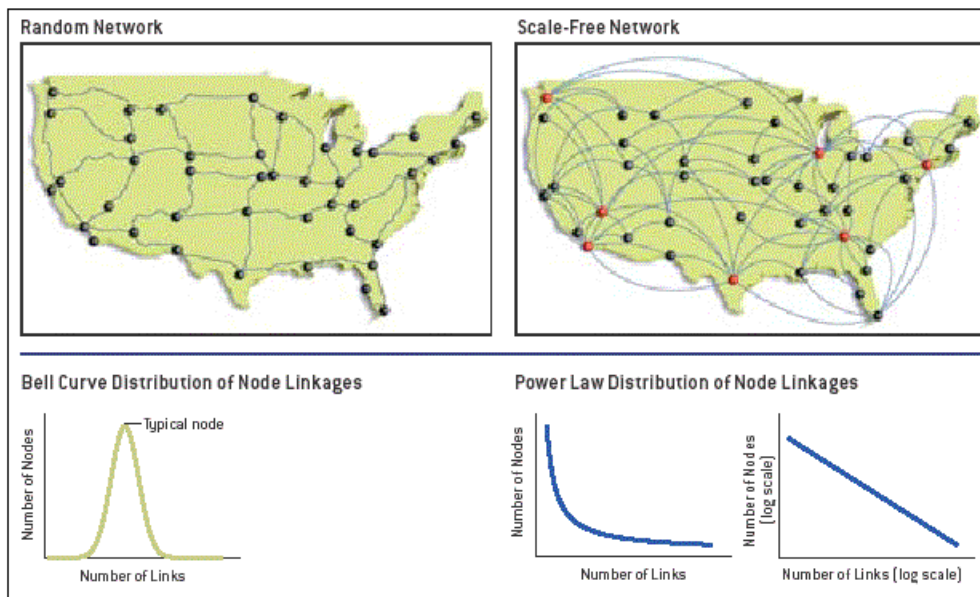 Random Network
Scale-Free Network
Bell Curve Distribution of Node Linkages
Power Law Distribution of Node Linkages
Typical node
Number of Nodes
Number of Links
Number of Nodes
Number of Links
Number of Nodes
(log scale)
Number of Links (log scale)